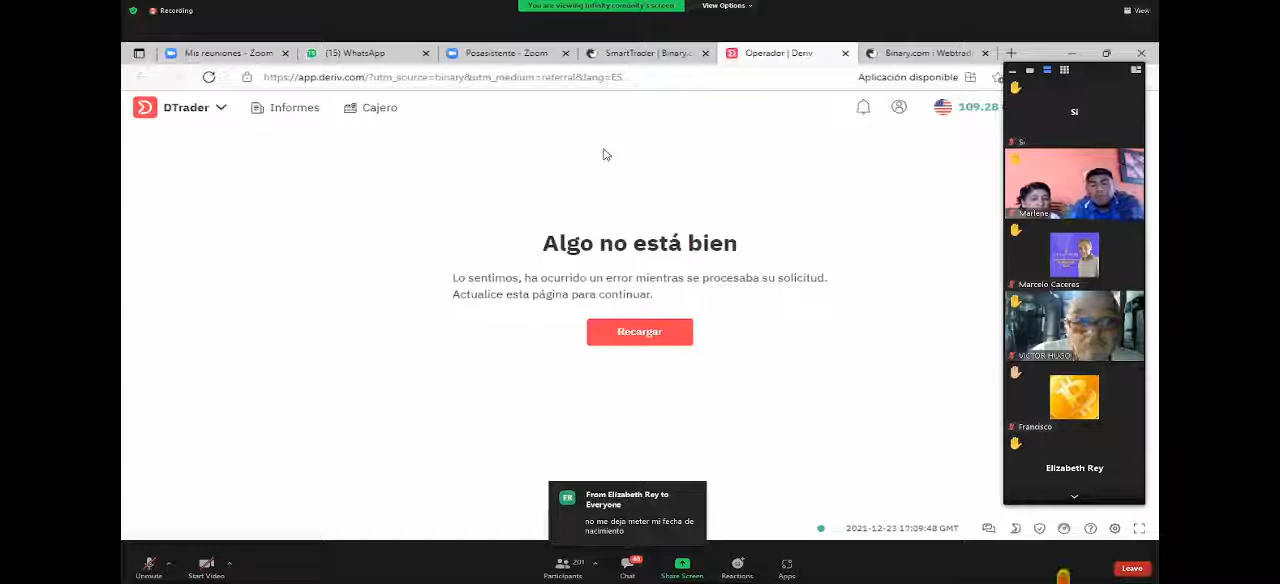 Recording
You are viewing Infinity comunity's screen
View Options
View
Mis reuniones - Zoom
(15) WhatsApp
Posasistente - Zoom
SmartTrader | Binary.c
Operador | Deriv
Binary.com : Webtrad
https://app.deriv.com/?utm_source=binary&utm_medium=referral&lang=ES...
Aplicación disponible
DTrader
Informes
Cajero
109.28
Algo no está bien
Lo sentimos, ha ocurrido un error mientras se procesaba su solicitud.
Actualice esta página para continuar.
Recargar
Si
Si
Marlene
Marcelo Caceres
VICTOR HUGO
Francisco
Elizabeth Rey
ER
From Elizabeth Rey to
Everyone
no me deja meter mi fecha de
nacimiento
2021-12-23 17:09:48 GMT
Unmute
Start Video
Participants
201
Chat
60
Share Screen
Reactions
Apps
Leave